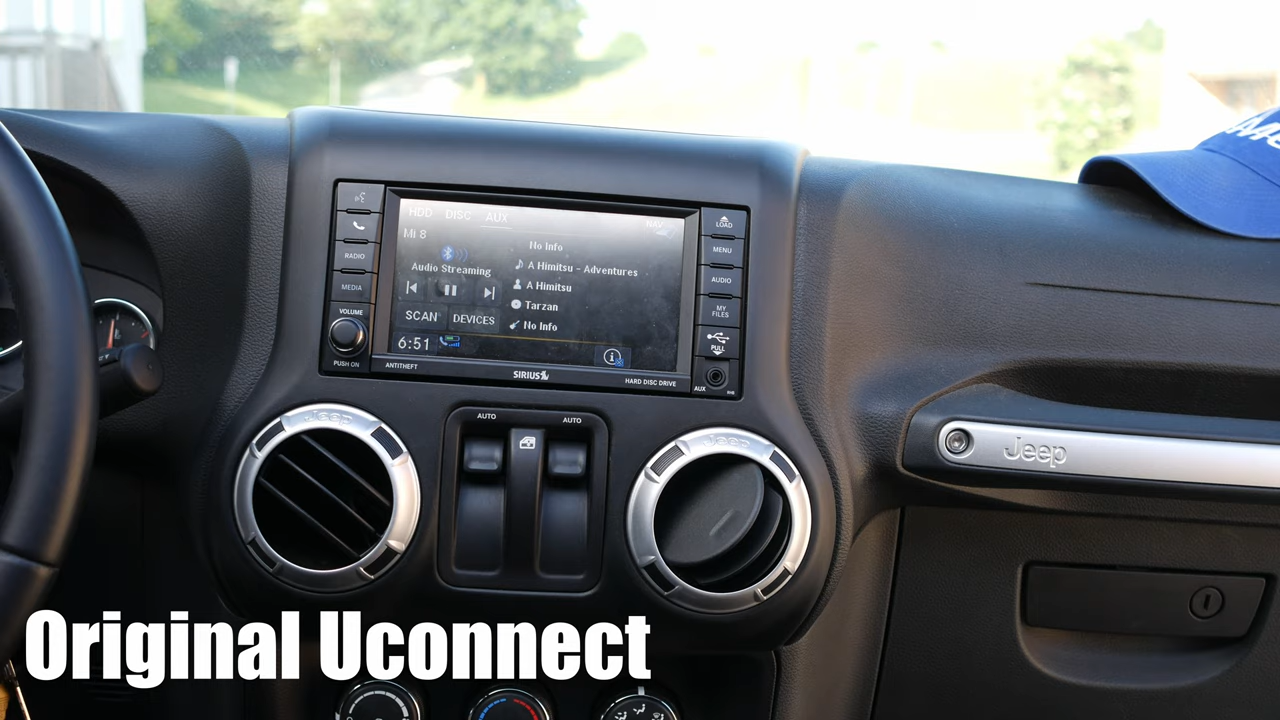 HDD DISC AUX
NAV
Mi 8
No Info
Audio Streaming
A Himitsu - Adventures
A Himitsu
Tarzan
No Info
SCAN DEVICES
6:51
RADIO
MEDIA
VOLUME
PUSH ON
LOAD
MENU
AUDIO
MY FILES
PULL
AUX
ANTITHEFT
SIRIUS
HARD DISC DRIVE
AUTO AUTO
Jeep
Jeep
Jeep
Original Uconnect